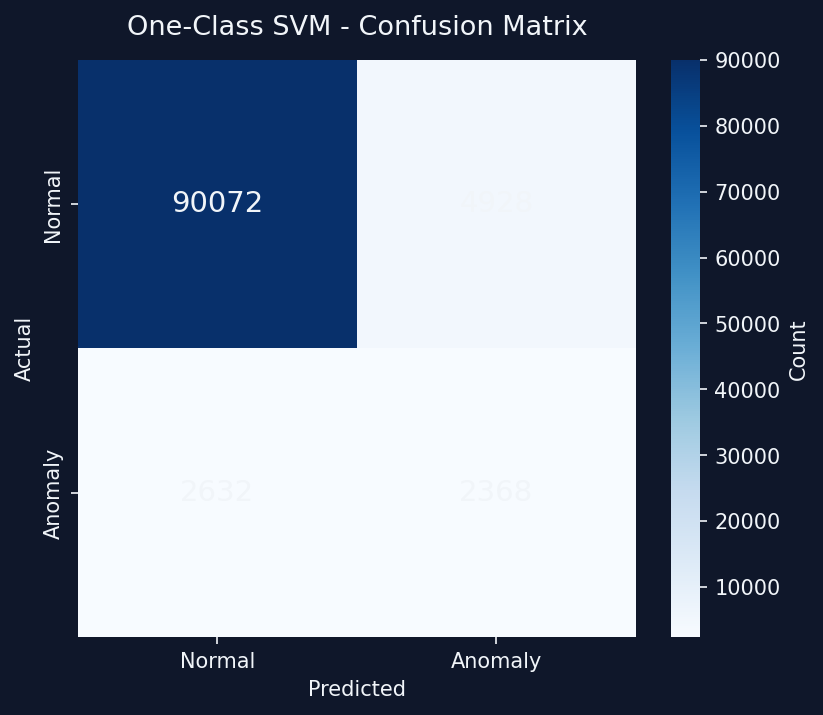 One-Class SVM - Confusion Matrix
Actual
Normal
Anomaly
90072
4928
2632
2368
Normal
Anomaly
Predicted
90000
80000
70000
60000
50000
40000
30000
20000
10000
Count